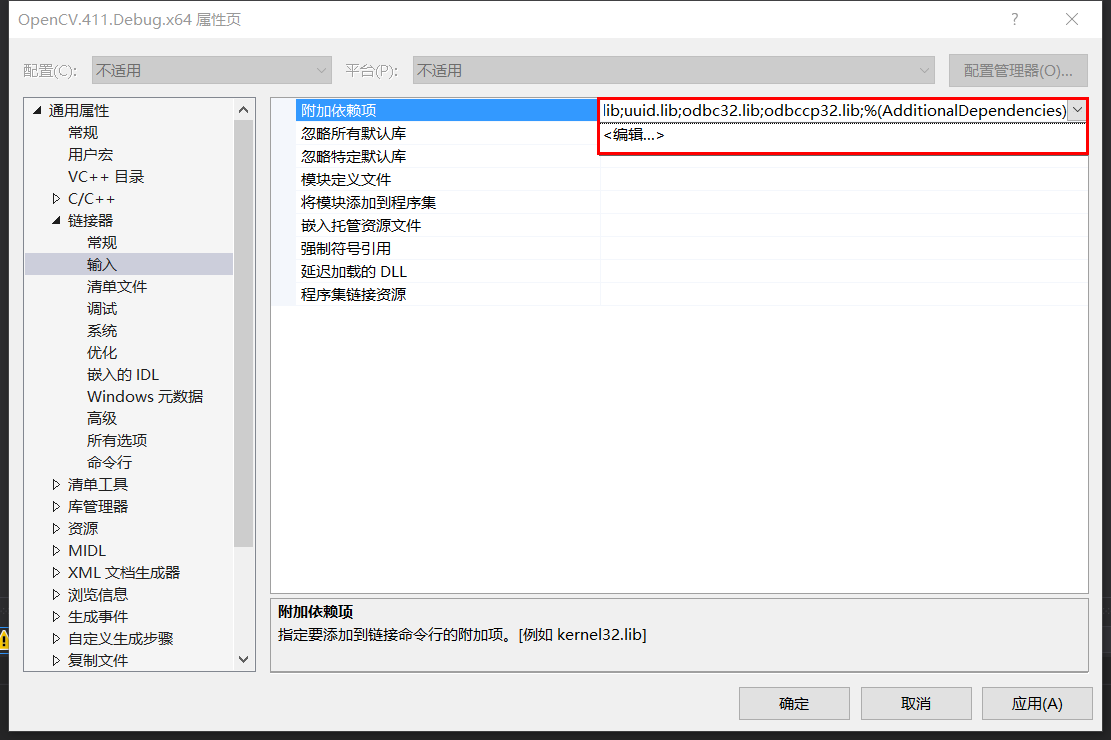 OpenCV.411.Debug.x64 属性页
?
配置(C): 不适用 平台(P): 不适用 配置管理器(O)...
通用属性
常规
用户宏
VC++ 目录
C/C++
链接器
常规
输入
清单文件
调试
系统
优化
嵌入的 IDL
Windows 元数据
高级
所有选项
命令行
清单工具
库管理器
资源
MIDL
XML 文档生成器
浏览信息
生成事件
自定义生成步骤
复制文件
附加依赖项 lib;uuid.lib;odbc32.lib;odbccp32.lib;%(AdditionalDependencies)
<编辑...>
忽略所有默认库
忽略特定默认库
模块定义文件
将模块添加到程序集
嵌入托管资源文件
强制符号引用
延迟加载的 DLL
程序集链接资源
附加依赖项
指定要添加到链接命令行的附加项。[例如 kernel32.lib]
确定 取消 应用(A)